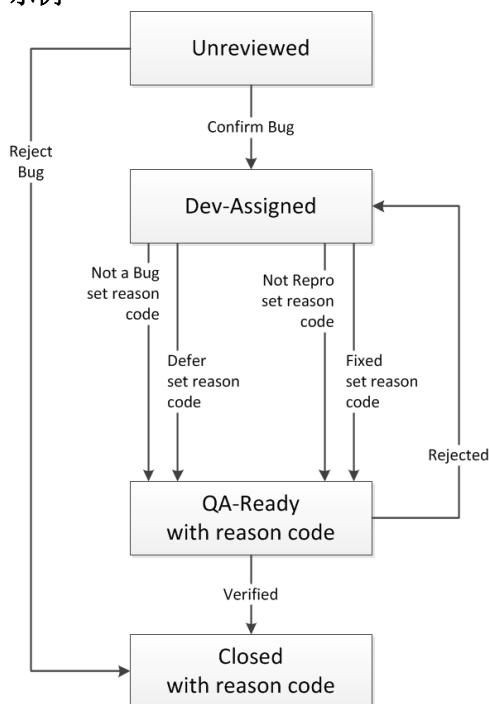 Unreviewed
Confirm Bug
Reject
Bug
Dev-Assigned
Not a Bug
set reason
code
Not Repro
set reason
code
Defer
set reason
code
Fixed
set reason
code
Rejected
QA-Ready
with reason code
Verified
Closed
with reason code